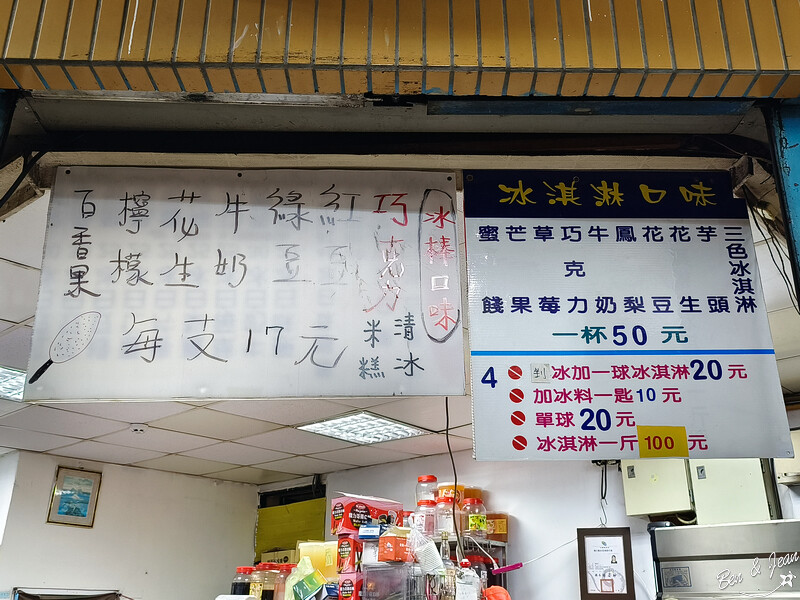 冰棒口味
巧克力
清冰
米糕
紅豆
綠豆
牛奶
花生
檸檬
百香果
每支17元
冰淇淋口味
三色冰淇淋
芋頭
花生
花豆
鳳梨
牛奶
巧克力
草莓
芒果
蜜餞
一杯50元
4
剉冰加一球冰淇淋20元
加冰料一匙10元
單球20元
冰淇淋一斤100元
Ben & Jean